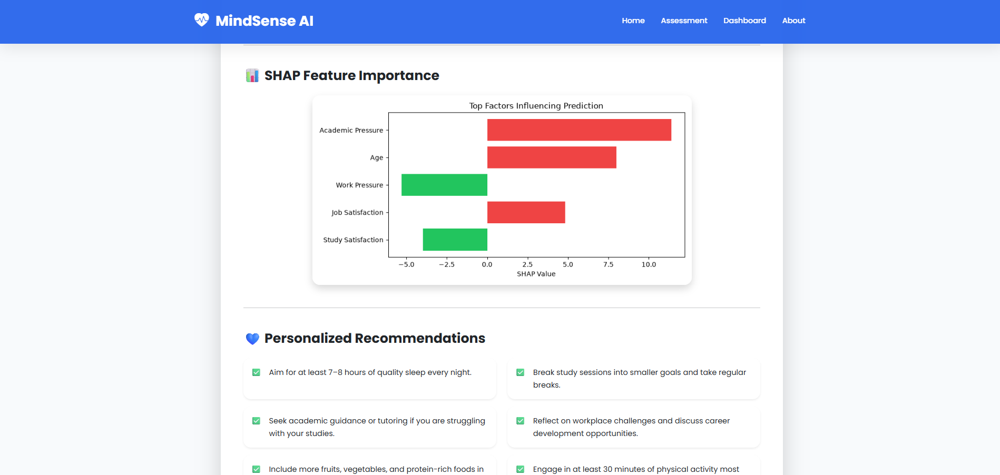 MindSense AI
Home Assessment Dashboard About
SHAP Feature Importance
Top Factors Influencing Prediction
Academic Pressure
Age
Work Pressure
Job Satisfaction
Study Satisfaction
−5.0 −2.5 0.0 2.5 5.0 7.5 10.0
SHAP Value
Personalized Recommendations
Aim for at least 7–8 hours of quality sleep every night.
Break study sessions into smaller goals and take regular
breaks.
Seek academic guidance or tutoring if you are struggling
with your studies.
Reflect on workplace challenges and discuss career
development opportunities.
Include more fruits, vegetables, and protein-rich foods in
Engage in at least 30 minutes of physical activity most